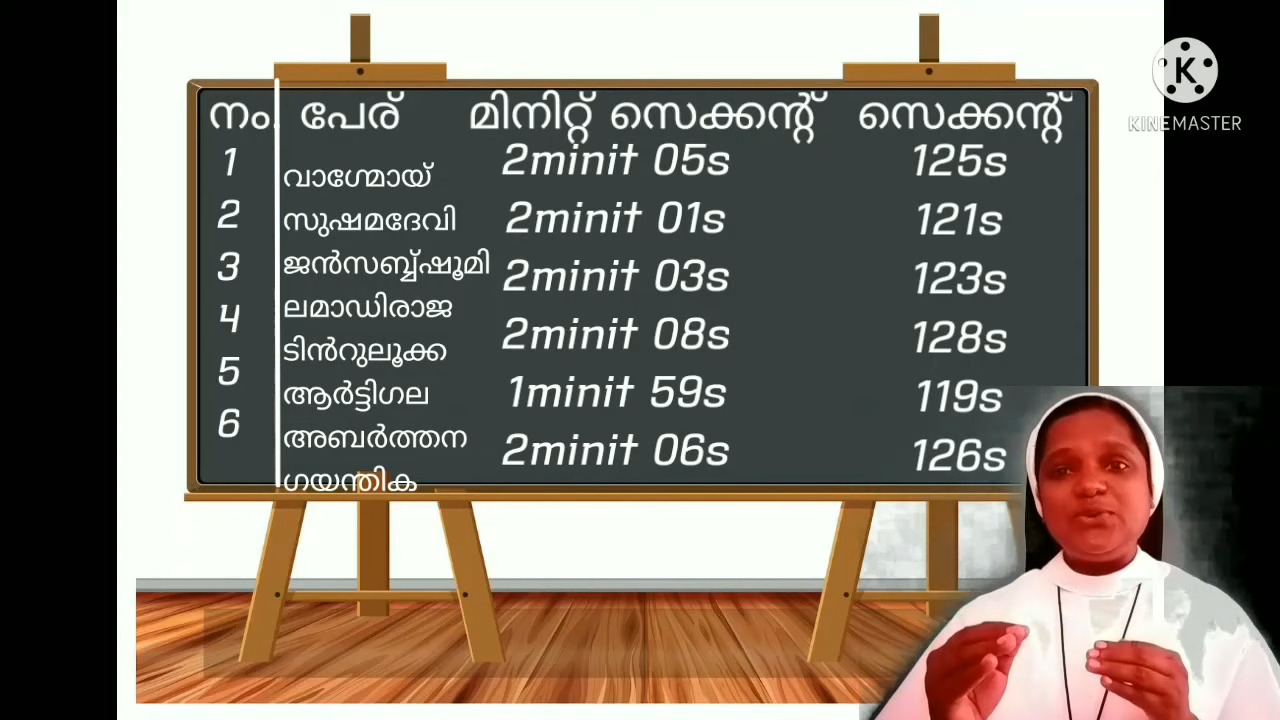 നം. പേര് മിനിറ്റ് സെക്കന്റ് സെക്കന്റ്
1 വാഗ്മോയ് 2minit 05s 125s
2 സുഷമദേവി 2minit 01s 121s
3 ജൻസബ്ബ്ഷൂമി 2minit 03s 123s
4 ലമാഡിരാജ 2minit 08s 128s
ടിൻറുലൂക്ക
5 ആർട്ടിഗല 1minit 59s 119s
6 അബർത്തന 2minit 06s 126s
ഗയന്തിക
KINEMASTER